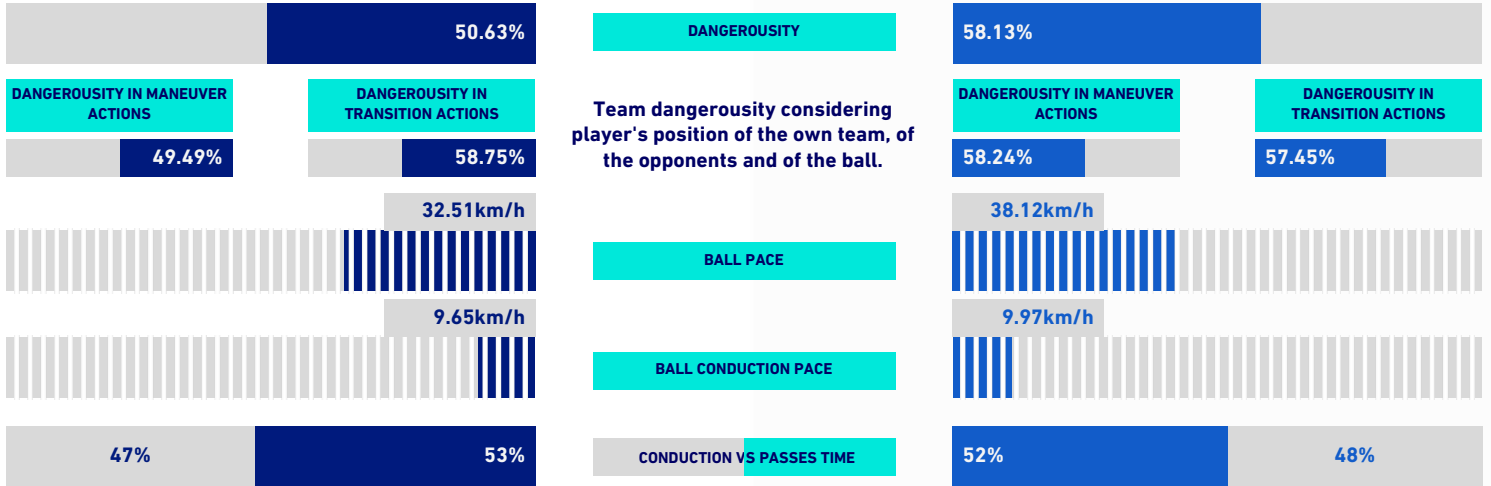 50.63%
DANGEROUSITY
58.13%
DANGEROUSITY IN MANEUVER
ACTIONS
49.49%
DANGEROUSITY IN
TRANSITION ACTIONS
58.75%
Team dangerousity considering
player's position of the own team, of
the opponents and of the ball.
DANGEROUSITY IN MANEUVER
ACTIONS
58.24%
DANGEROUSITY IN
TRANSITION ACTIONS
57.45%
32.51km/h
BALL PACE
38.12km/h
9.65km/h
BALL CONDUCTION PACE
9.97km/h
47%
53%
CONDUCTION VS PASSES TIME
52%
48%